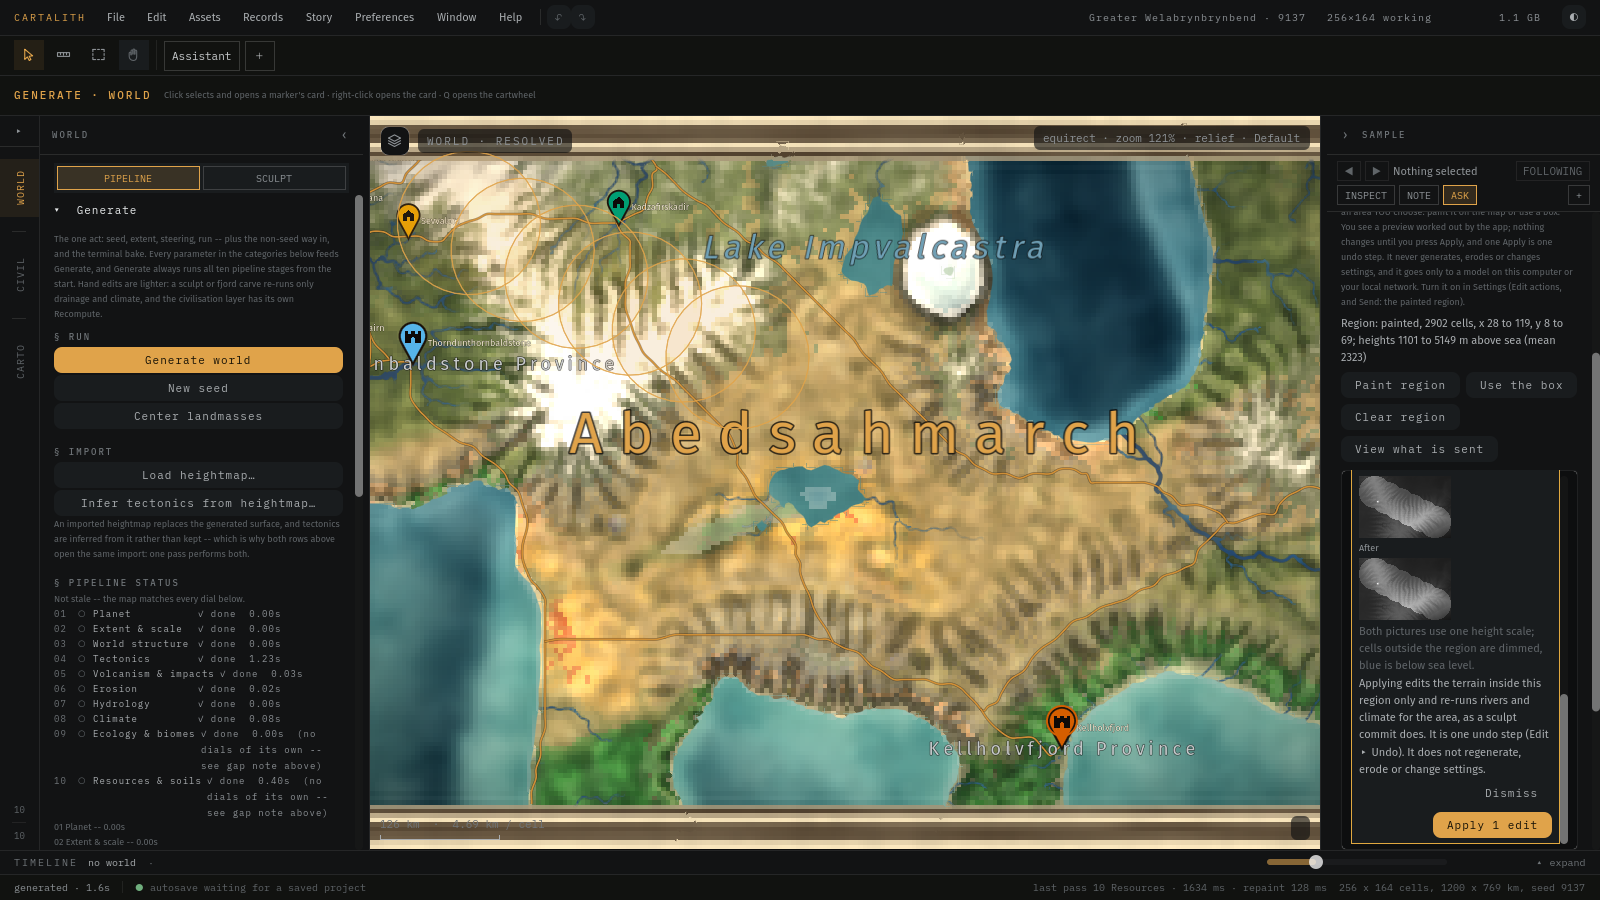 CARTALITH File Edit Assets Records Story Preferences Window Help
Greater Welabrynbrynbend · 9137 256×164 working 1.1 GB
Assistant +
GENERATE · WORLD Click selects and opens a marker's card · right-click opens the card · Q opens the cartwheel
WORLD
CIVIL
CARTO
10
10
WORLD
PIPELINE SCULPT
Generate
The one act: seed, extent, steering, run -- plus the non-seed way in,
and the terminal bake. Every parameter in the categories below feeds
Generate, and Generate always runs all ten pipeline stages from the
start. Hand edits are lighter: a sculpt or fjord carve re-runs only
drainage and climate, and the civilisation layer has its own
Recompute.
§ RUN
Generate world
New seed
Center landmasses
§ IMPORT
Load heightmap…
Infer tectonics from heightmap…
An imported heightmap replaces the generated surface, and tectonics
are inferred from it rather than kept -- which is why both rows above
open the same import: one pass performs both.
§ PIPELINE STATUS
Not stale -- the map matches every dial below.
01 Planet √ done 0.00s
02 Extent & scale √ done 0.00s
03 World structure √ done 0.00s
04 Tectonics √ done 1.23s
05 Volcanism & impacts √ done 0.03s
06 Erosion √ done 0.02s
07 Hydrology √ done 0.00s
08 Climate √ done 0.08s
09 Ecology & biomes √ done 0.00s (no
dials of its own --
see gap note above)
10 Resources & soils √ done 0.40s (no
dials of its own --
see gap note above)
01 Planet -- 0.00s
02 Extent & scale -- 0.00s
WORLD · RESOLVED
equirect · zoom 121% · relief · Default
Kadzafriskadir
Lake Impvalcastra
nbaldstone Province
Abedsahmarch
Kellholvfjord
Kellholvfjord Province
126 km · 4.69 km / cell
SAMPLE
Nothing selected FOLLOWING
INSPECT NOTE ASK +
an area YOU choose: paint it on the map or use a box.
You see a preview worked out by the app; nothing
changes until you press Apply, and one Apply is one
undo step. It never generates, erodes or changes
settings, and it goes only to a model on this computer or
your local network. Turn it on in Settings (Edit actions,
and Send: the painted region).
Region: painted, 2902 cells, x 28 to 119, y 8 to
69; heights 1101 to 5149 m above sea (mean
2323)
Paint region Use the box
Clear region
View what is sent
After
Both pictures use one height scale;
cells outside the region are dimmed,
blue is below sea level.
Applying edits the terrain inside this
region only and re-runs rivers and
climate for the area, as a sculpt
commit does. It is one undo step (Edit
▸ Undo). It does not regenerate,
erode or change settings.
Dismiss
Apply 1 edit
TIMELINE no world · expand
generated · 1.6s autosave waiting for a saved project
last pass 10 Resources · 1634 ms · repaint 128 ms 256 x 164 cells, 1200 x 769 km, seed 9137